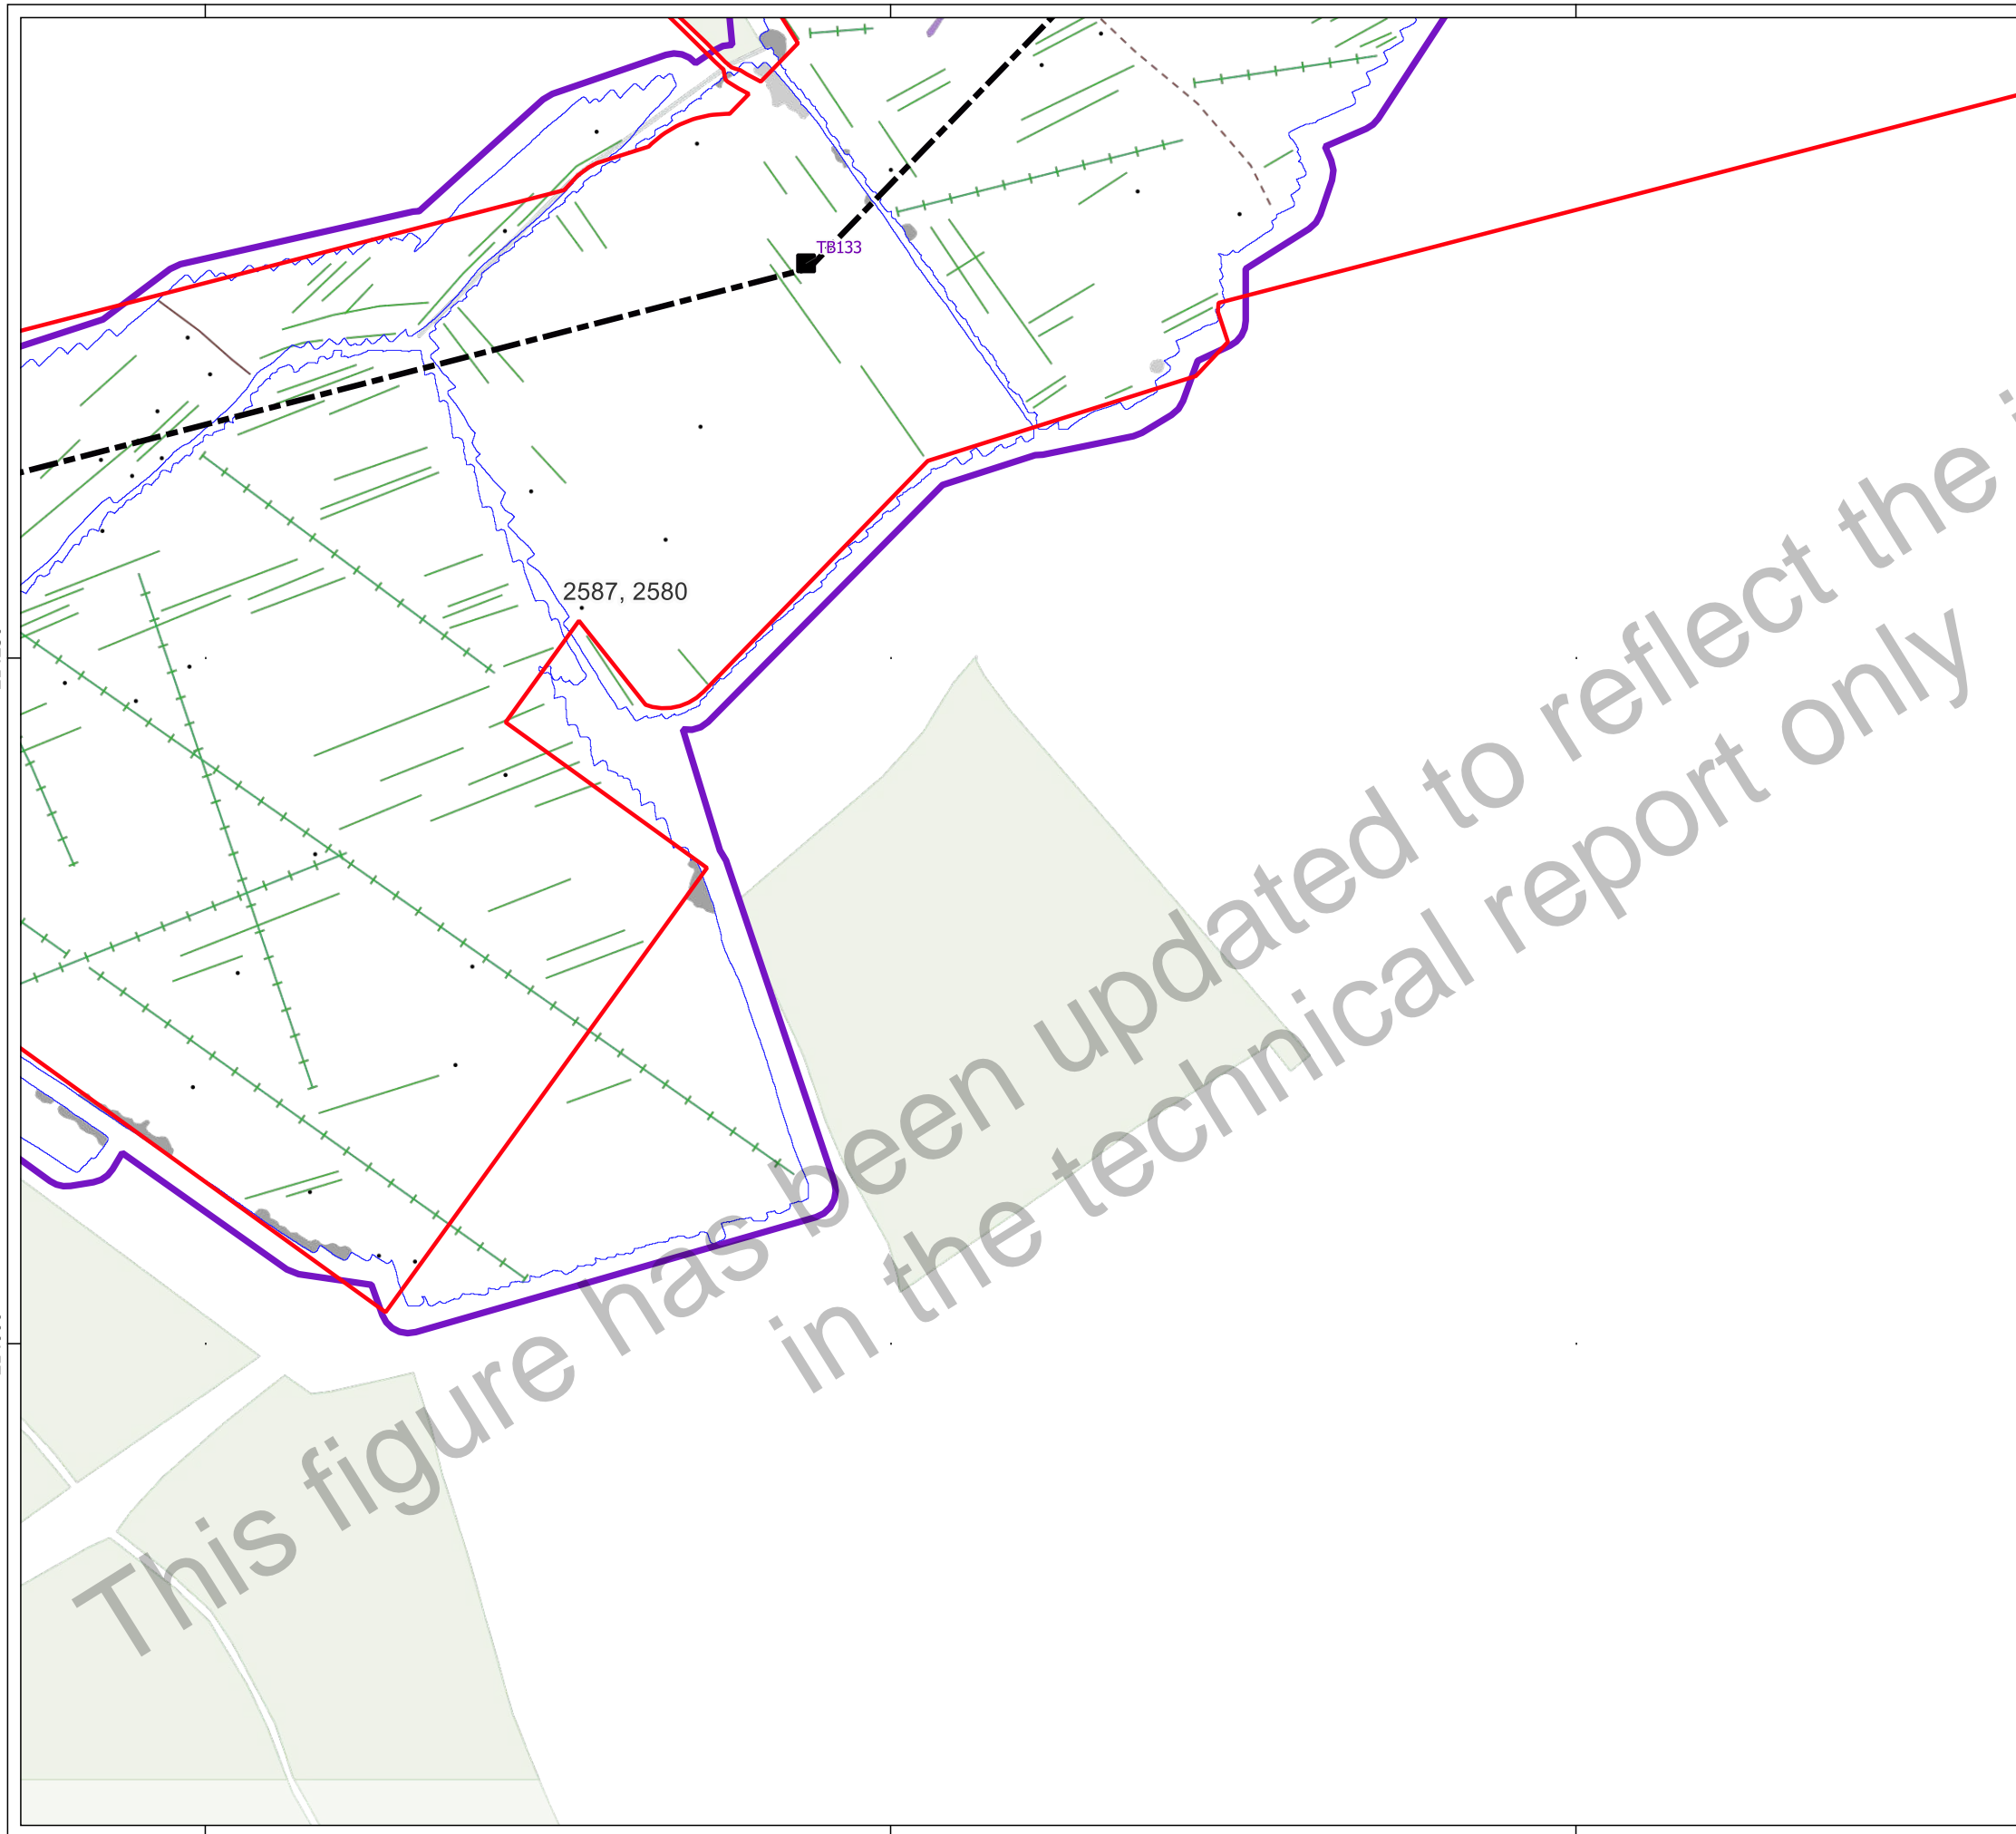 TB133
2587, 2580
This figure has been updated to reflect the
in the technical report only